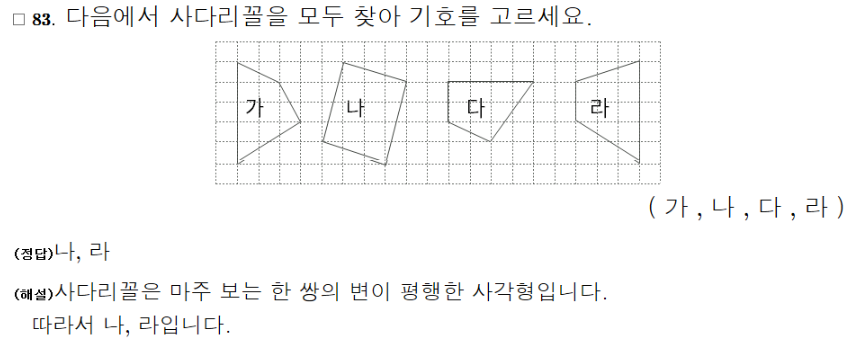 □ 83. 다음에서 사다리꼴을 모두 찾아 기호를 고르세요.
가 나 다 라
( 가 , 나 , 다 , 라 )
(정답)나, 라
(해설)사다리꼴은 마주 보는 한 쌍의 변이 평행한 사각형입니다.
따라서 나, 라입니다.